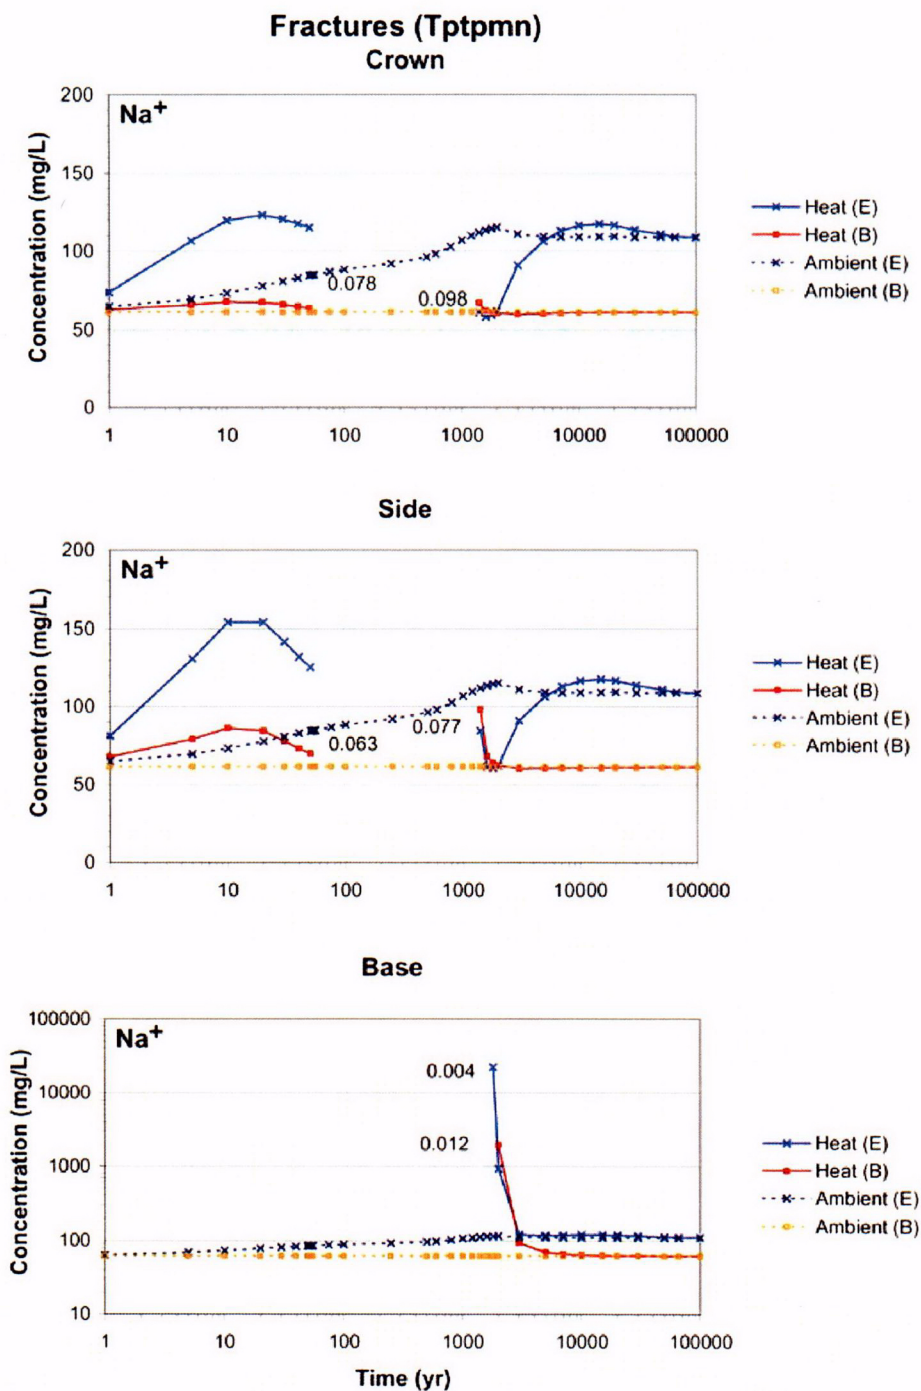 Fractures (Tptpmn)
Crown
Na+
Concentration (mg/L)
200
150
100
50
0
0.078
0.098
1 10 100 1000 10000 100000
Heat (E)
Heat (B)
Ambient (E)
Ambient (B)
Side
Na+
Concentration (mg/L)
200
150
100
50
0
0.063
0.077
1 10 100 1000 10000 100000
Heat (E)
Heat (B)
Ambient (E)
Ambient (B)
Base
Na+
Concentration (mg/L)
100000
10000
1000
100
10
0.004
0.012
1 10 100 1000 10000 100000
Time (yr)
Heat (E)
Heat (B)
Ambient (E)
Ambient (B)